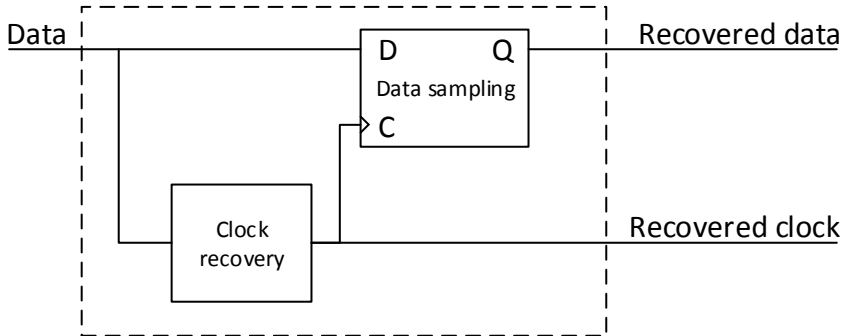 Data
D Q
Recovered data
Data sampling
C
Clock
recovery
Recovered clock